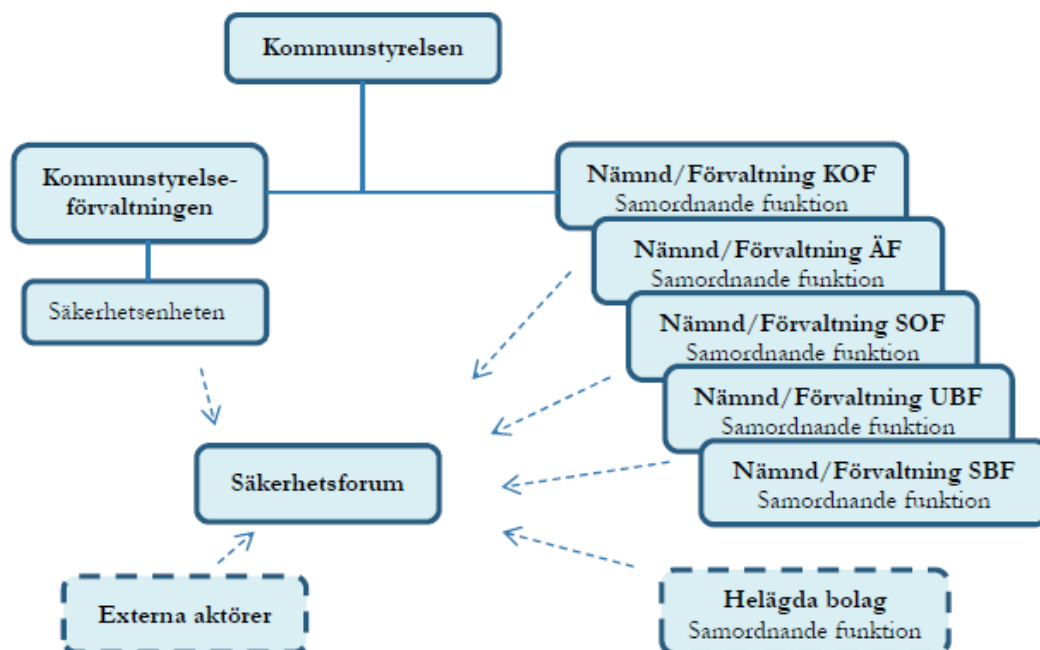 Kommunstyrelsen
Kommunstyrelse-
förvaltningen
Säkerhetsenheten
Nämnd/Förvaltning KOF
Samordnande funktion
Nämnd/Förvaltning ÄF
Samordnande funktion
Nämnd/Förvaltning SOF
Samordnande funktion
Nämnd/Förvaltning UBF
Samordnande funktion
Nämnd/Förvaltning SBF
Samordnande funktion
Säkerhetsforum
Externa aktörer
Helägda bolag
Samordnande funktion